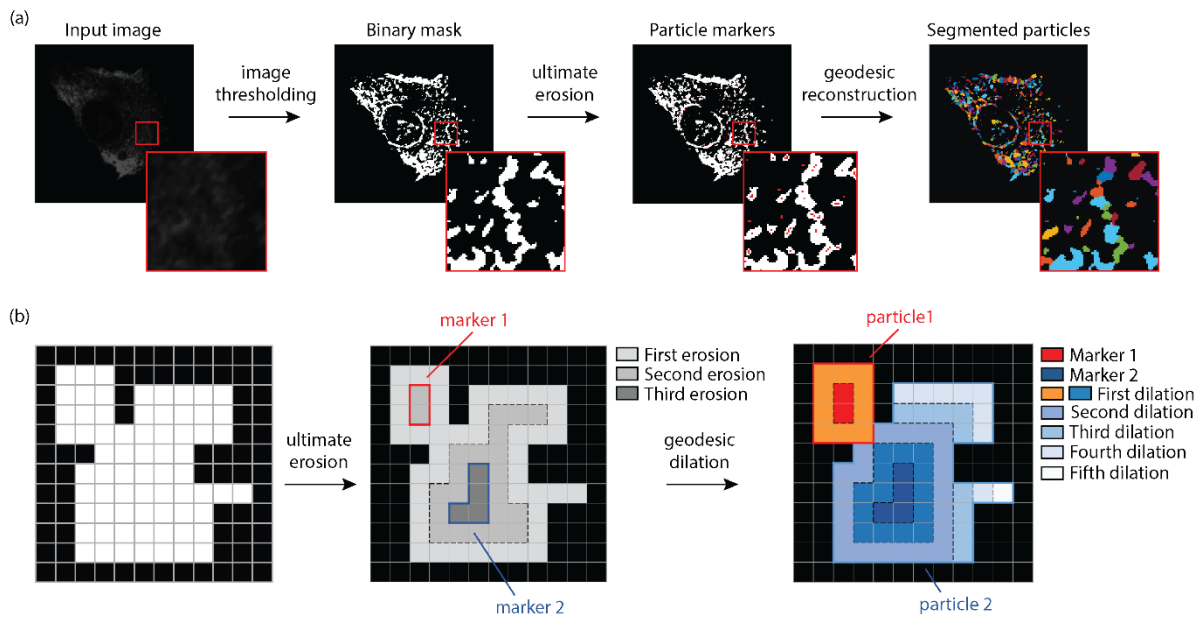 (a)
Input image
Binary mask
Particle markers
Segmented particles
image
thresholding
ultimate
erosion
geodesic
reconstruction
(b)
marker 1
First erosion
Second erosion
Third erosion
ultimate
erosion
marker 2
geodesic
dilation
particle1
Marker 1
Marker 2
First dilation
Second dilation
Third dilation
Fourth dilation
Fifth dilation
particle 2